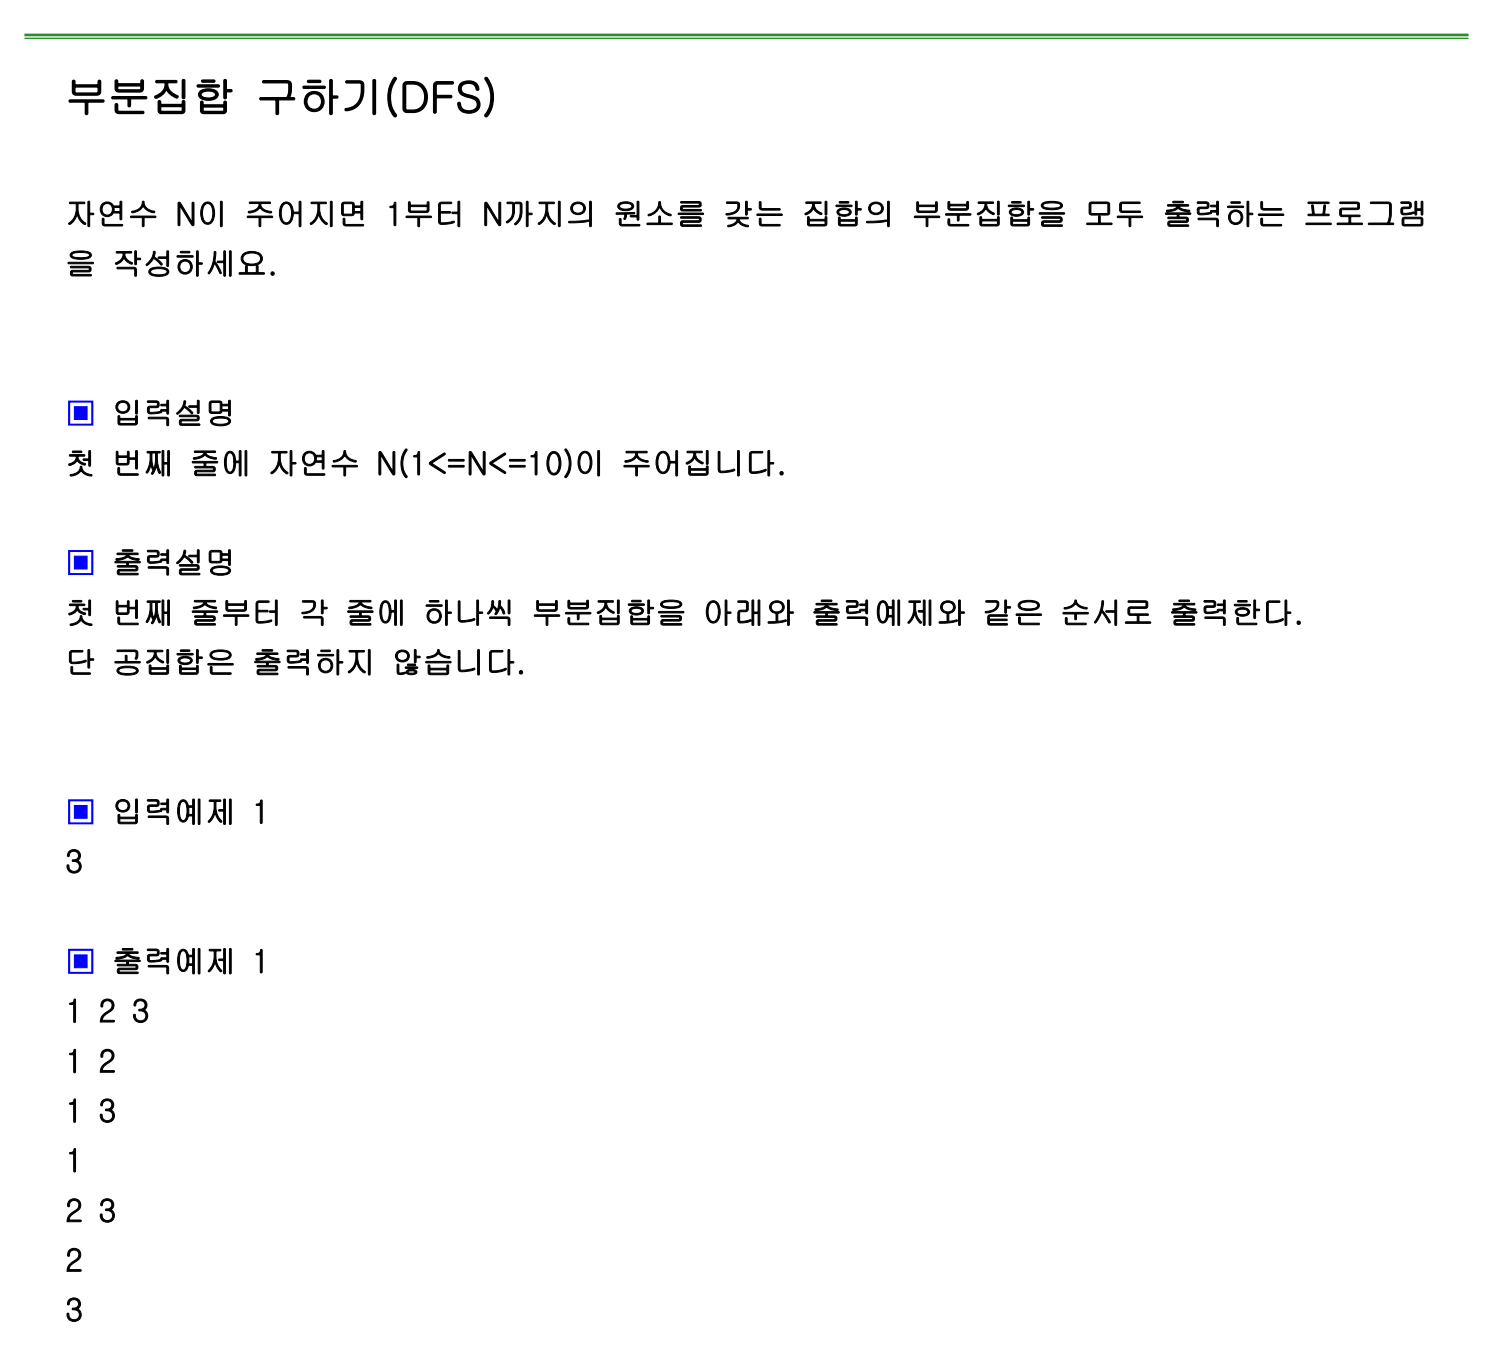 부분집합 구하기(DFS)
자연수 N이 주어지면 1부터 N까지의 원소를 갖는 집합의 부분집합을 모두 출력하는 프로그램
을 작성하세요.
▣ 입력설명
첫 번째 줄에 자연수 N(1<=N<=10)이 주어집니다.
▣ 출력설명
첫 번째 줄부터 각 줄에 하나씩 부분집합을 아래와 출력예제와 같은 순서로 출력한다.
단 공집합은 출력하지 않습니다.
▣ 입력예제 1
3
▣ 출력예제 1
1 2 3
1 2
1 3
1
2 3
2
3